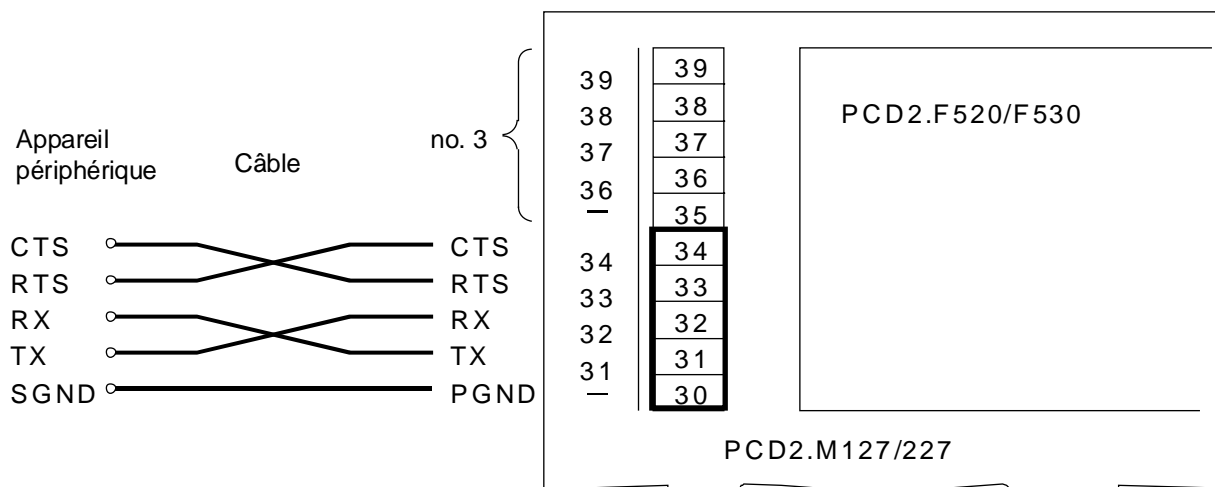 Appareil
périphérique
Câble
no. 3
CTS CTS
RTS RTS
RX RX
TX TX
SGND PGND
39
38
37
36
—
34
33
32
31
—
39
38
37
36
35
34
33
32
31
30
PCD2.F520/F530
PCD2.M127/227